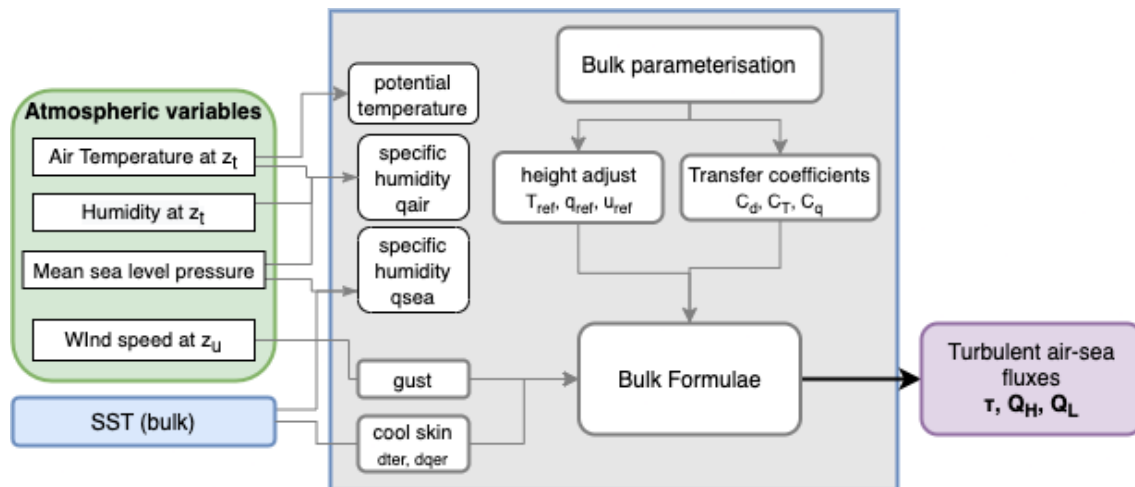 Atmospheric variables
Air Temperature at zt
Humidity at zt
Mean sea level pressure
WInd speed at zu
SST (bulk)
potential
temperature
specific
humidity
qair
specific
humidity
qsea
gust
cool skin
dter, dqer
Bulk parameterisation
height adjust
Tref, qref, uref
Transfer coefficients
Cd, CT, Cq
Bulk Formulae
Turbulent air-sea
fluxes
τ, QH, QL